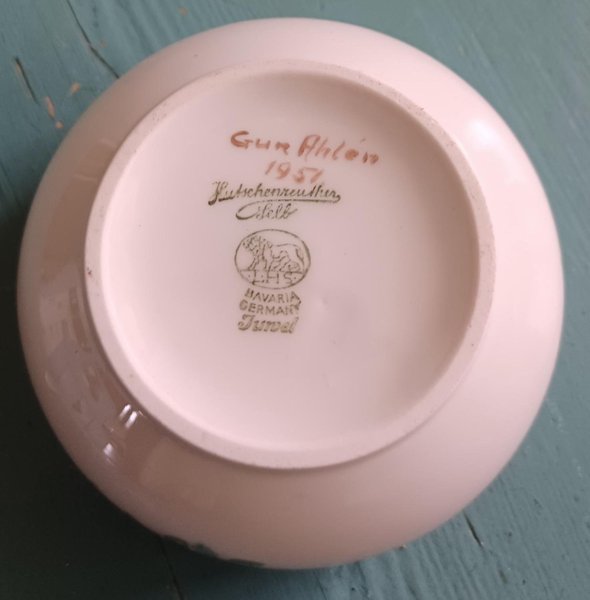 Gun Ahlén
1951
Hutschenreuther
Selb
L.H.S.
BAVARIA
GERMANY
Juwel